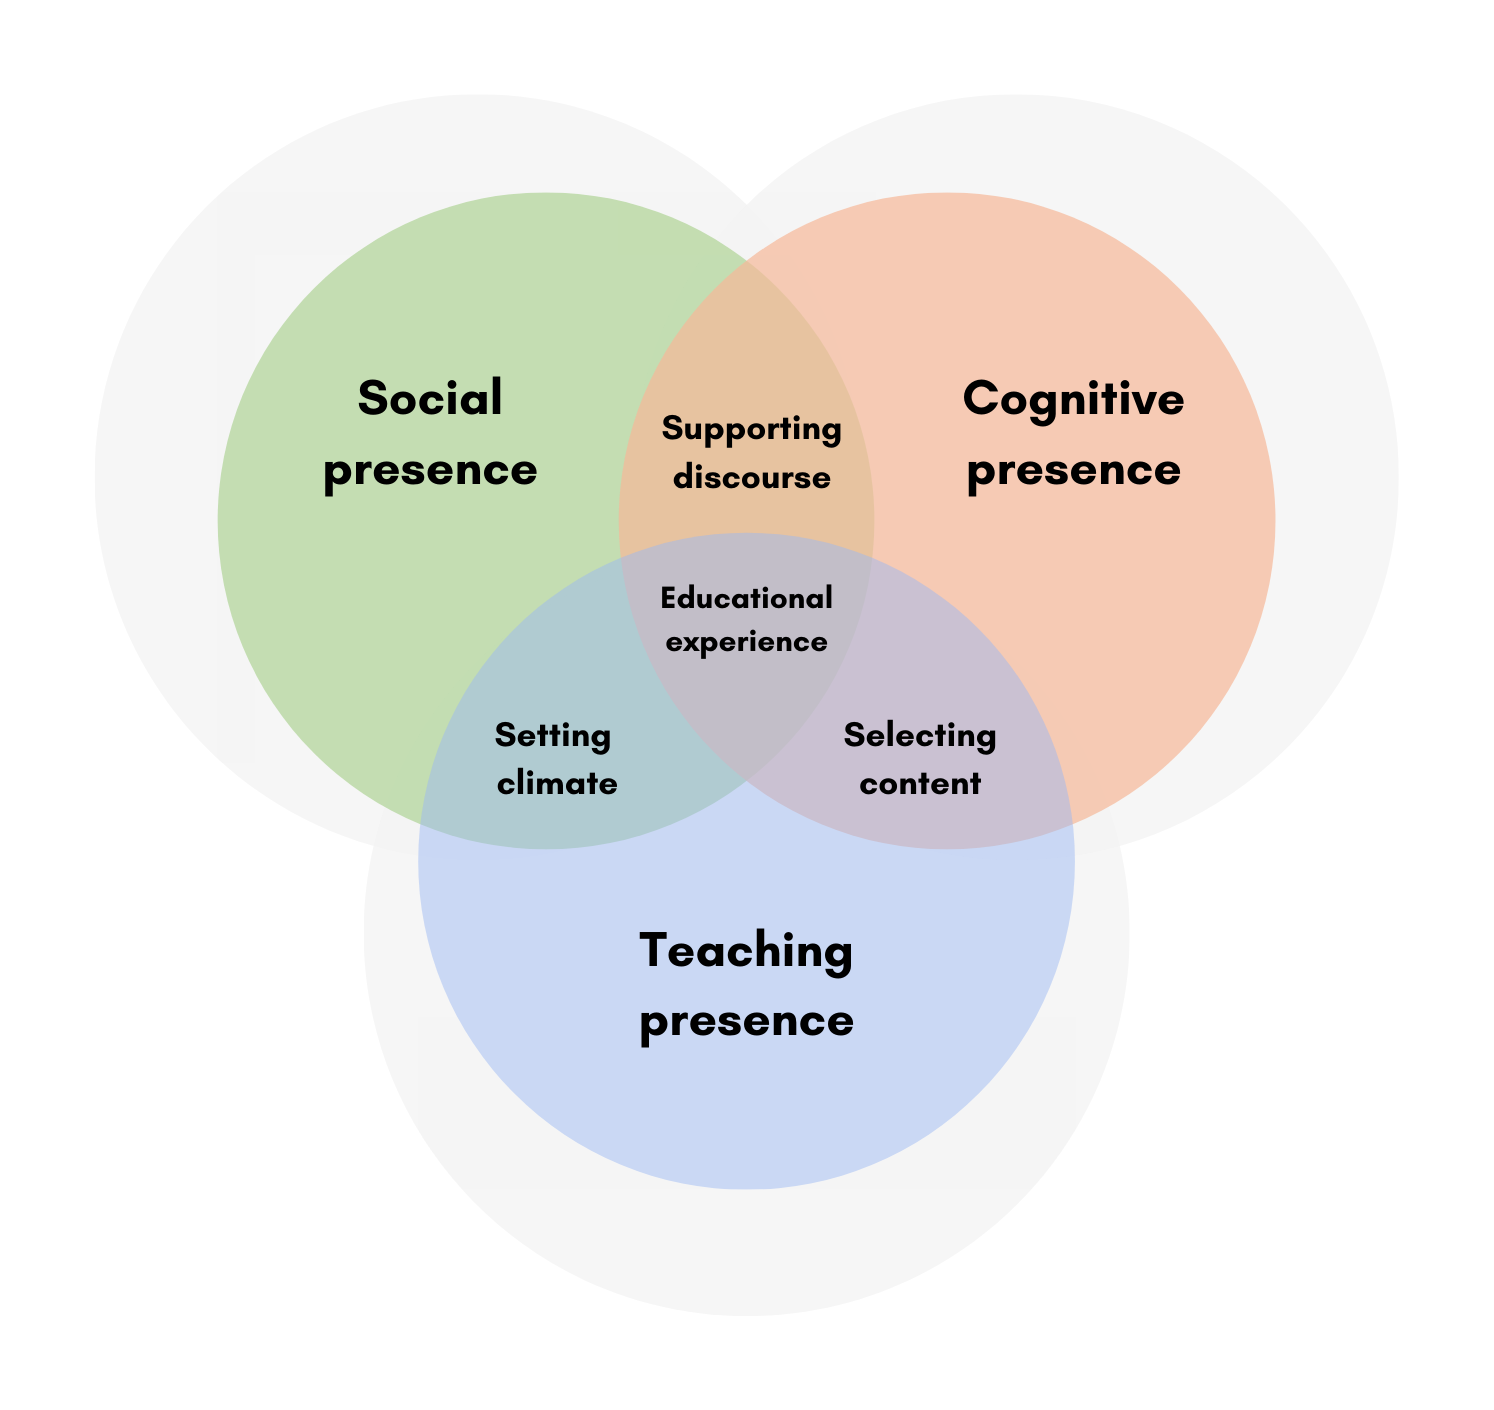 Social
presence
Cognitive
presence
Supporting
discourse
Educational
experience
Setting
climate
Selecting
content
Teaching
presence